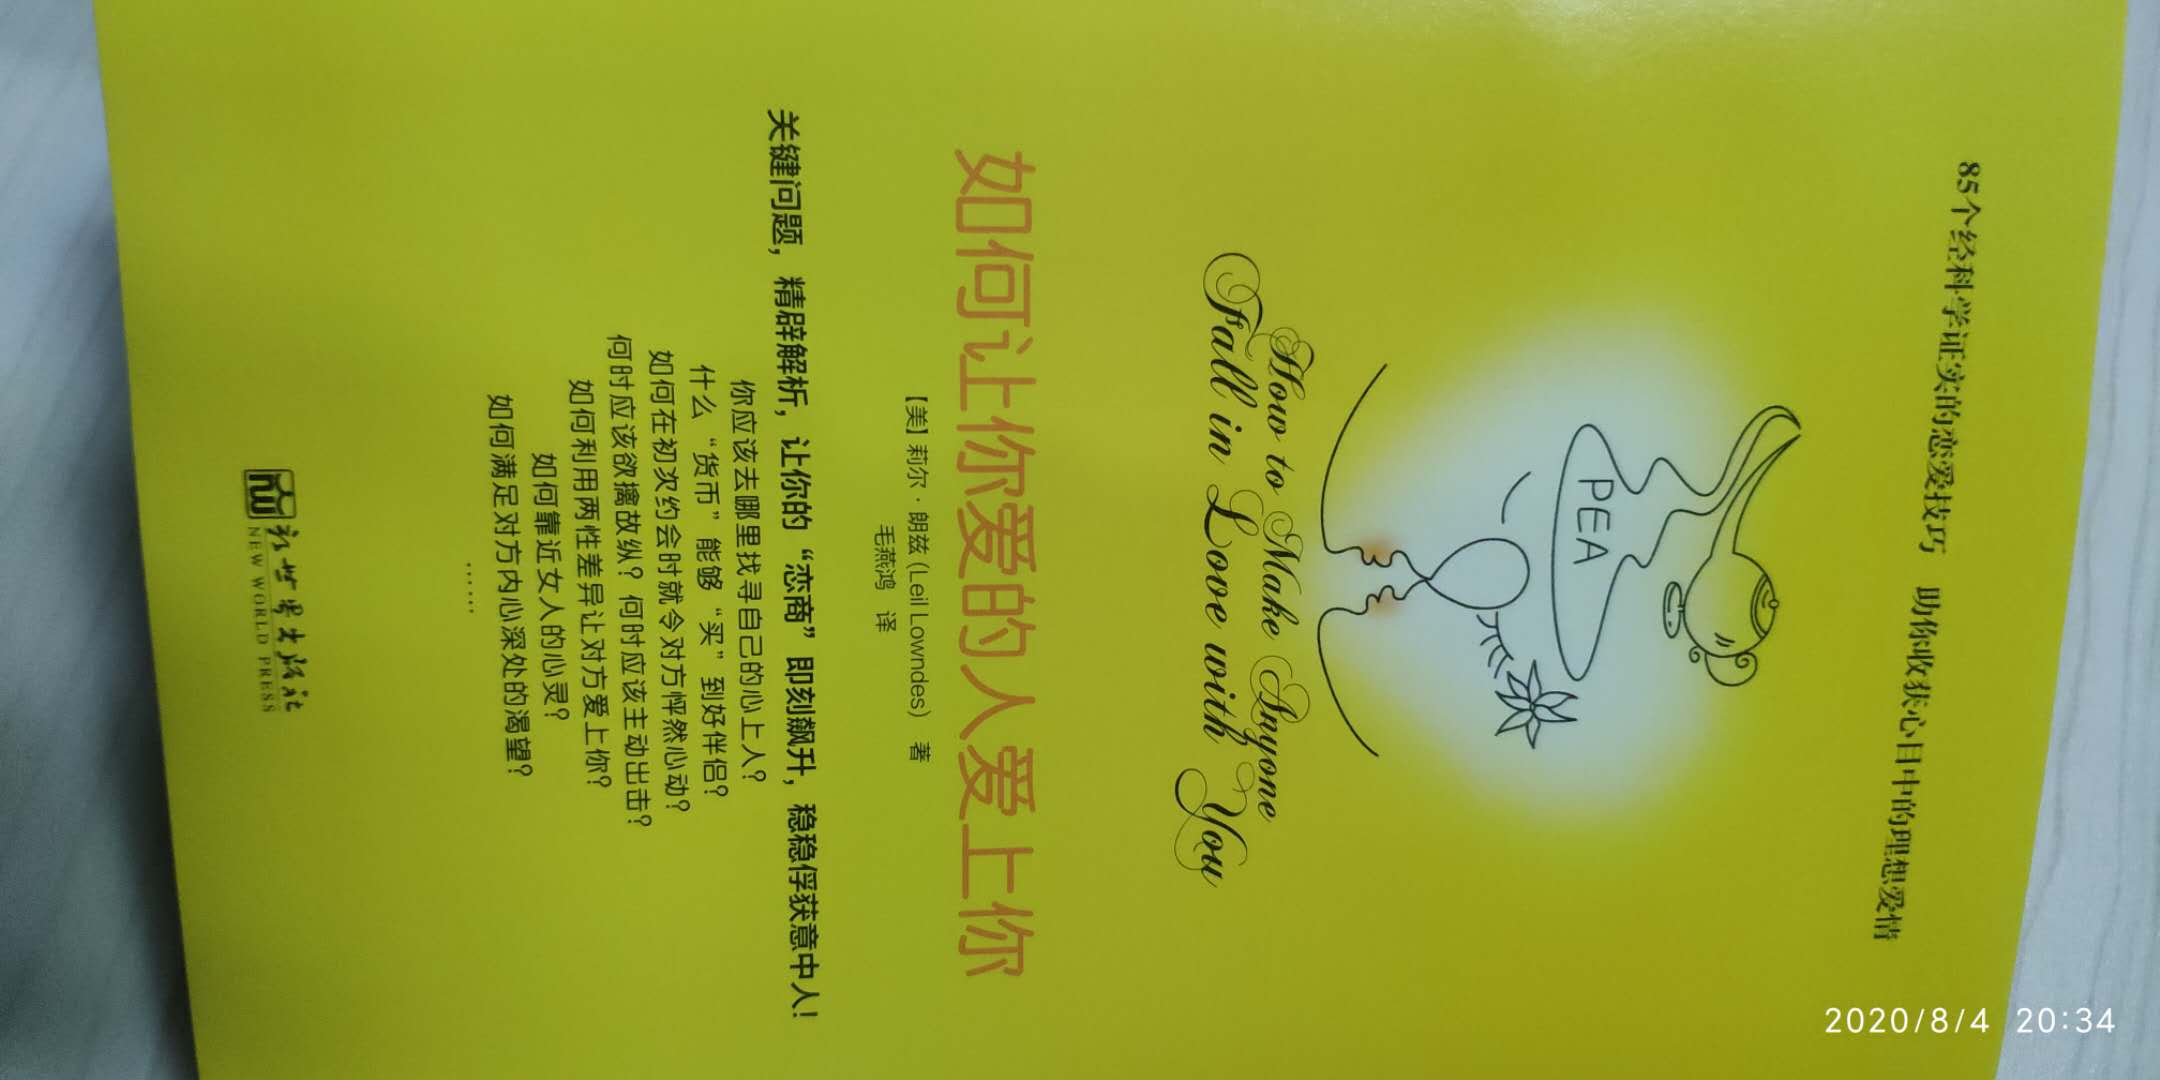 85个经科学证实的恋爱技巧 助你收获心目中的理想爱情
PEA
How to Make Anyone
Fall in Love with You
如何让你爱的人爱上你
【美】莉尔·朗兹（Leil Lowndes） 著
毛燕鸿 译
关键问题，精辟解析，让你的“恋商”即刻飙升，稳稳俘获意中人！
你应该去哪里找寻自己的心上人？
什么“货币”能够“买”到好伴侣？
如何在初次约会时就令对方怦然心动？
何时应该欲擒故纵？何时应该主动出击？
如何利用两性差异让对方爱上你？
如何靠近女人的心灵？
如何满足对方内心深处的渴望？
……
新世界出版社
NEW WORLD PRESS
2020/8/4 20:34